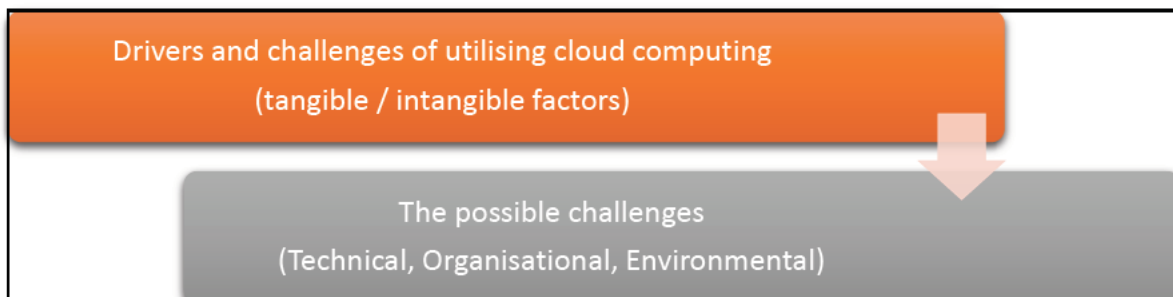 Drivers and challenges of utilising cloud computing
(tangible / intangible factors)
The possible challenges
(Technical, Organisational, Environmental)